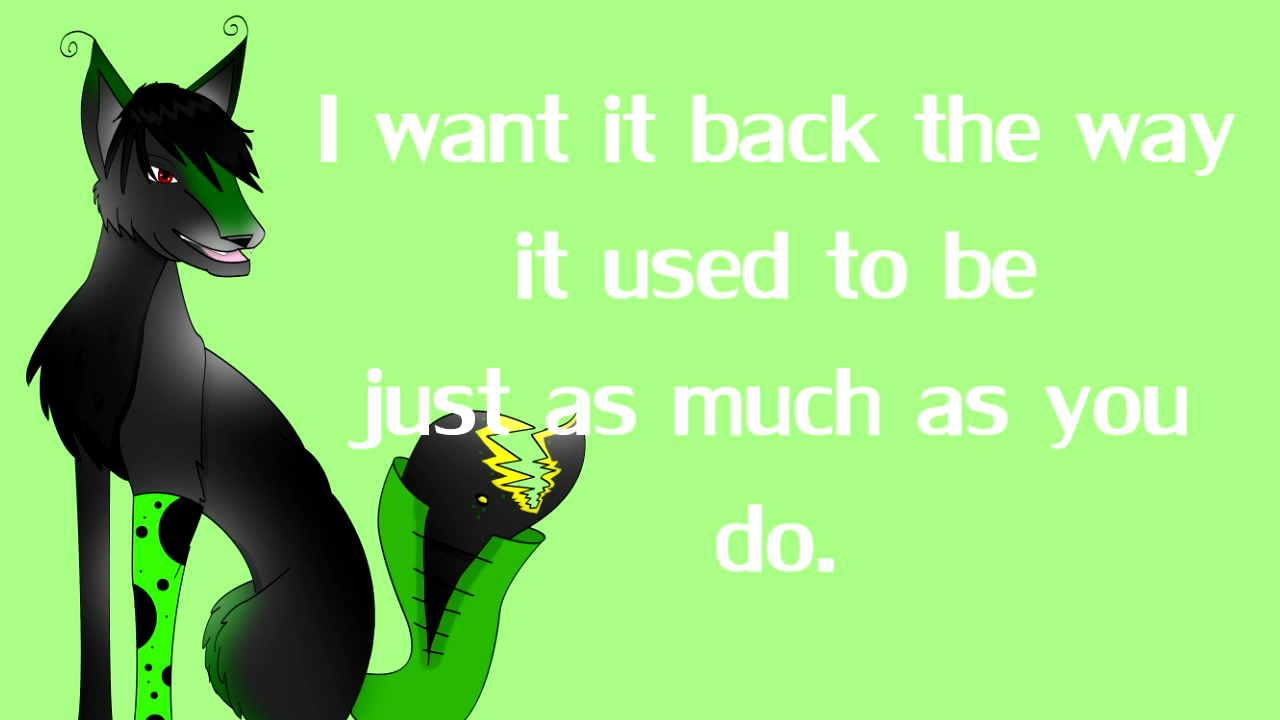 I want it back the way
it used to be
just as much as you
do.